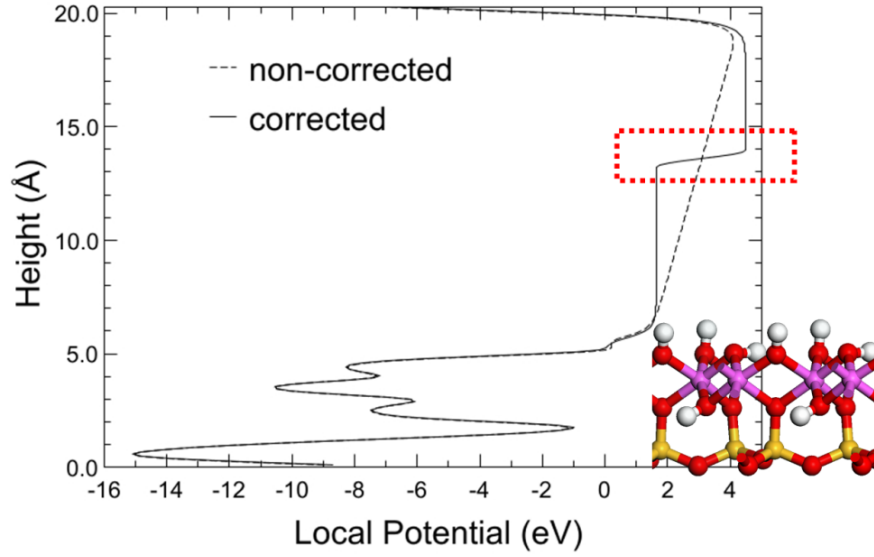 20.0
15.0
10.0
5.0
0.0
Height (Å)
non-corrected
corrected
-16 -14 -12 -10 -8 -6 -4 -2 0 2 4
Local Potential (eV)